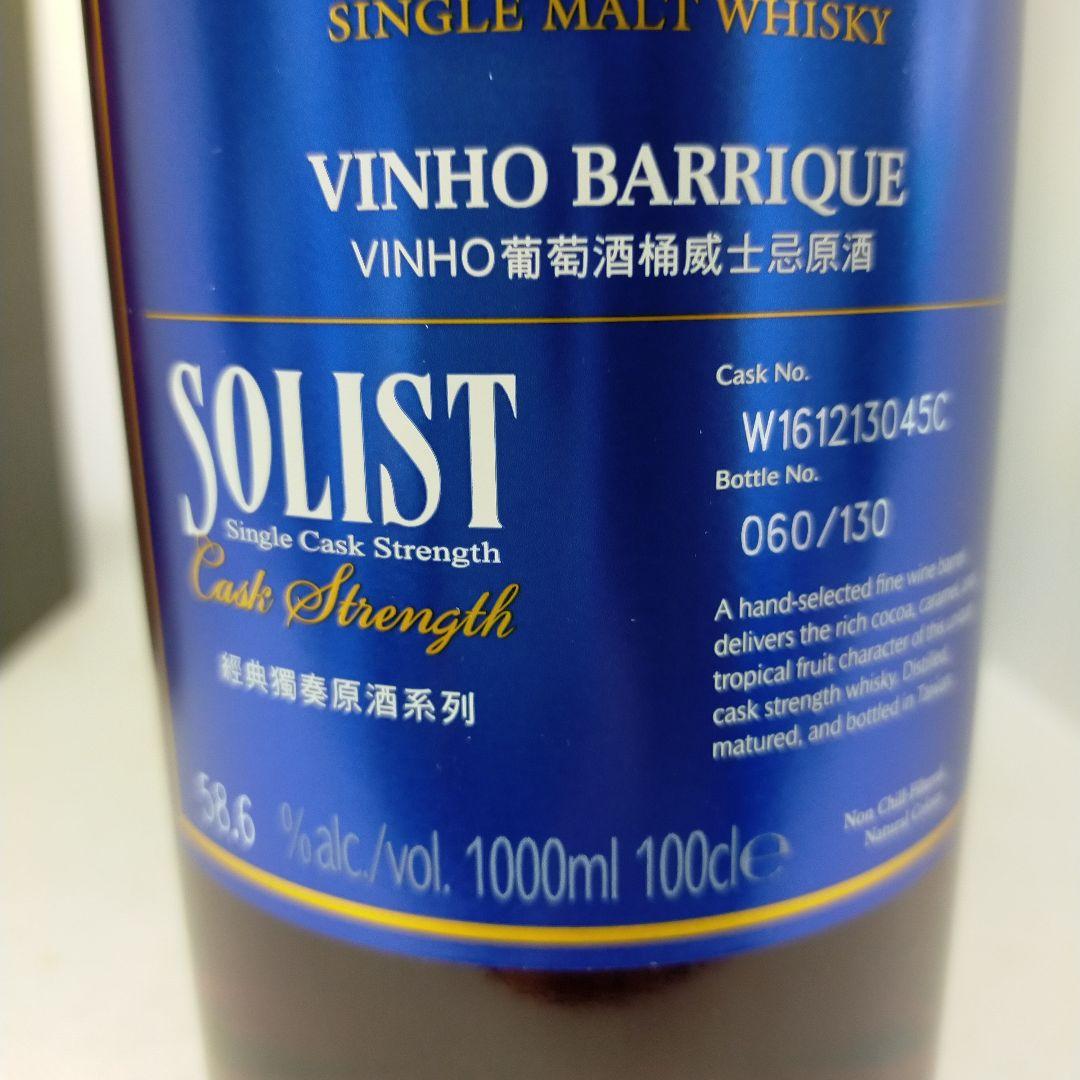 SINGLE MALT WHISKY
VINHO BARRIQUE
VINHO葡萄酒桶威士忌原酒
SOLIST
Single Cask Strength
Cask Strength
經典獨奏原酒系列
Cask No.
W161213045C
Bottle No.
060/130
A hand-selected fine wine barrel
delivers the rich cocoa, caramel
tropical fruit character of this
cask strength whisky. Distilled,
matured, and bottled in Taiwan.
Non Chill-Filtered,
Natural
58.6 %alc./vol. 1000ml 100cl℮